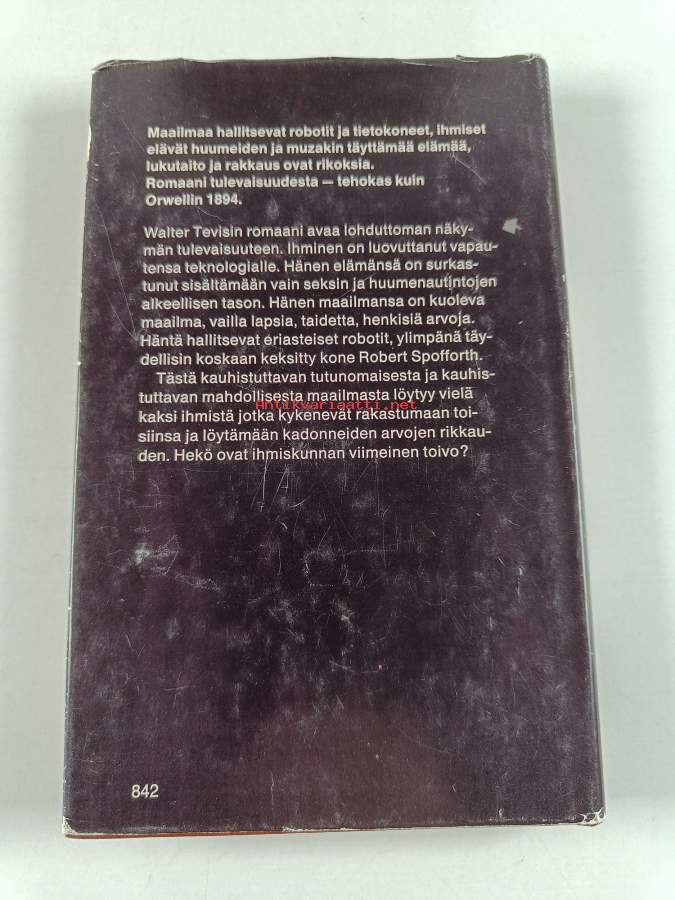 Maailmaa hallitsevat robotit ja tietokoneet, ihmiset
elävät huumeiden ja muzakin täyttämää elämää,
lukutaito ja rakkaus ovat rikoksia.
Romaani tulevaisuudesta — tehokas kuin
Orwellin 1894.
Walter Tevisin romaani avaa lohduttoman näky-
män tulevaisuuteen. Ihminen on luovuttanut vapau-
tensa teknologialle. Hänen elämänsä on surkas-
tunut sisältämään vain seksin ja huumenautintojen
alkeellisen tason. Hänen maailmansa on kuoleva
maailma, vailla lapsia, taidetta, henkisiä arvoja.
Häntä hallitsevat eriasteiset robotit, ylimpänä täy-
dellisin koskaan keksitty kone Robert Spofforth.
Tästä kauhistuttavan tutunomaisesta ja kauhis-
tuttavan mahdollisesta maailmasta löytyy vielä
Antikvariaatti.net
kaksi ihmistä jotka kykenevät rakastumaan toi-
siinsa ja löytämään kadonneiden arvojen rikkau-
den. Hekö ovat ihmiskunnan viimeinen toivo?
842